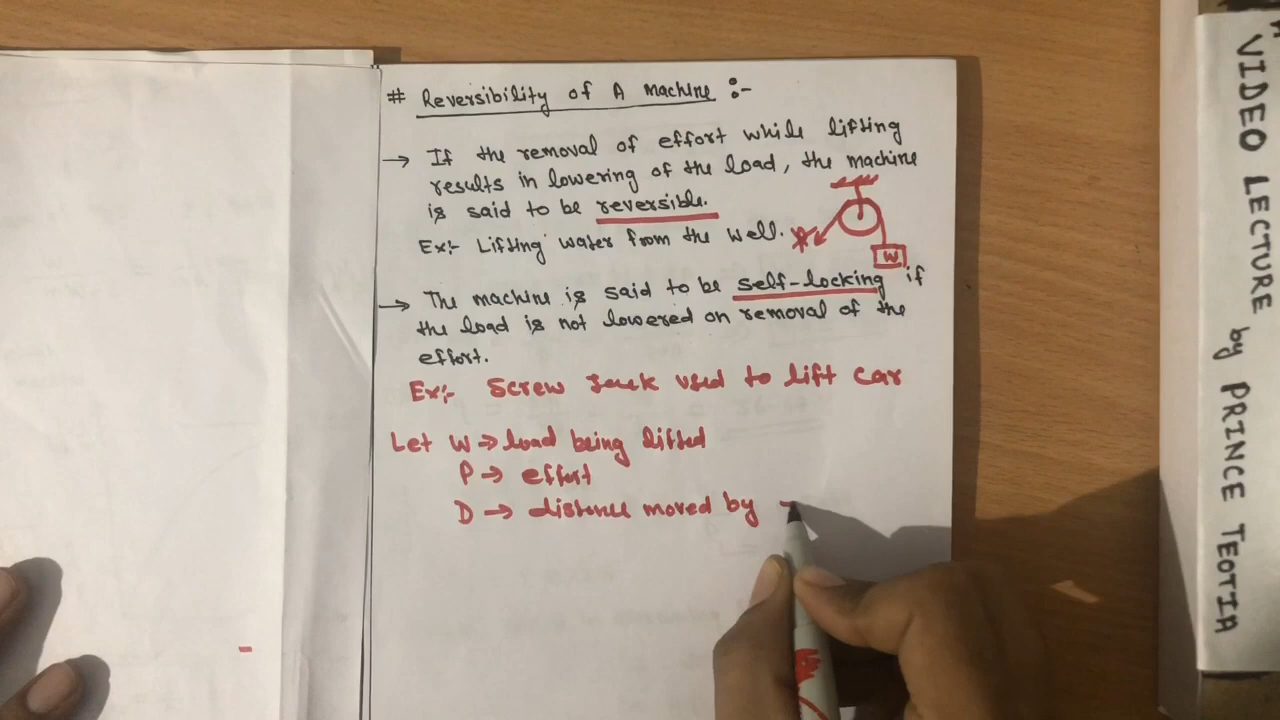 # Reversibility of A Machine :-
→ If the removal of effort while lifting
results in lowering of the load, the machine
is said to be reversible.
Ex:- Lifting water from the well.
W
→ The machine is said to be self-locking if
the load is not lowered on removal of the
effort.
Ex:- Screw Jack used to lift car
Let W → load being lifted
P → effort
D → distance moved by
VIDEO LECTURE by PRINCE TEOTIA